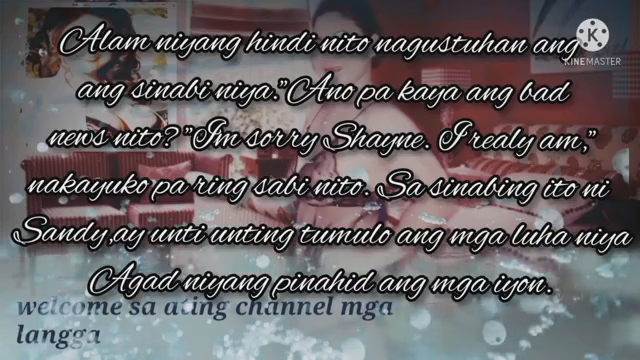 Alam niyang hindi nito nagustuhan ang
KINEMASTER
ang sinabi niya."Ano pa kaya ang bad
news nito?"Im sorry Shayne. I realy am,"
nakayuko pa ring sabi nito. Sa sinabing ito ni
Sandy,ay unti unting tumulo ang mga luha niya
Agad niyang pinahid ang mga iyon.
welcome sa ating channel mga
langga